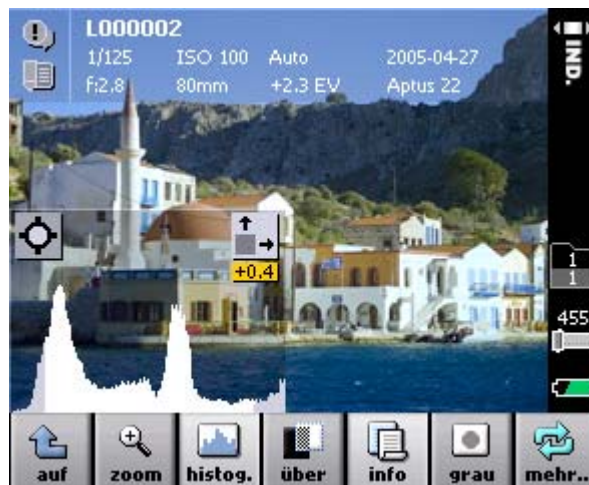 L000002
1/125 ISO 100 Auto 2005-04-27
f:2.8 80mm +2.3 EV Aptus 22
IND.
+0.4
1
1
455
auf zoom histog. über info grau mehr..